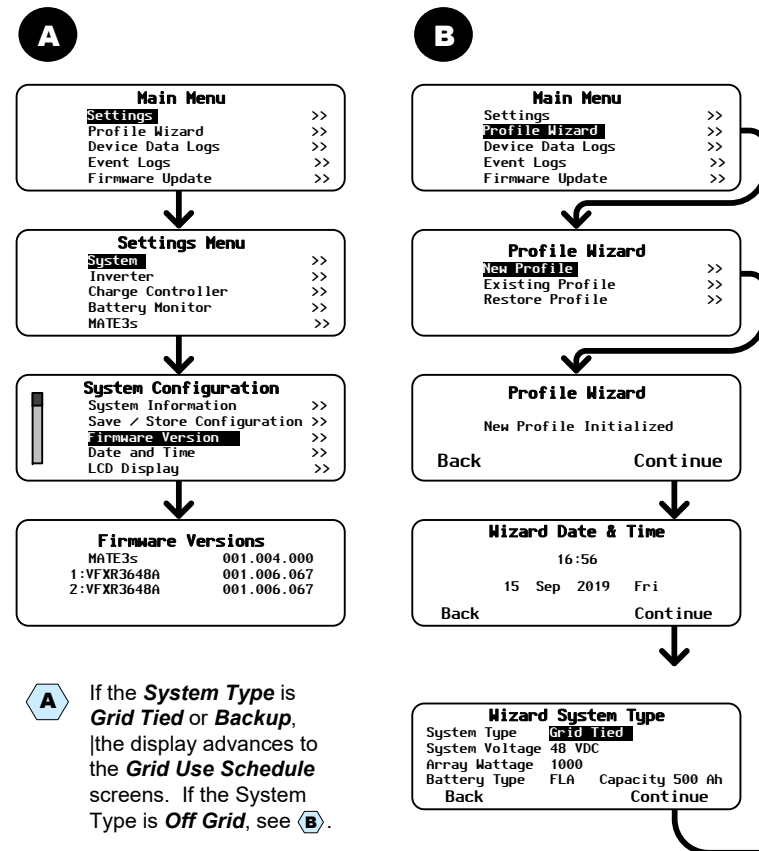 A
Main Menu
Settings >>
Profile Wizard >>
Device Data Logs >>
Event Logs >>
Firmware Update >>
Settings Menu
System >>
Inverter >>
Charge Controller >>
Battery Monitor >>
MATE3s >>
System Configuration
System Information >>
Save / Store Configuration >>
Firmware Version >>
Date and Time >>
LCD Display >>
Firmware Versions
MATE3s 001.004.000
1:VFXR3648A 001.006.067
2:VFXR3648A 001.006.067
A
If the System Type is
Grid Tied or Backup,
|the display advances to
the Grid Use Schedule
screens. If the System
Type is Off Grid, see B.
B
Main Menu
Settings >>
Profile Wizard >>
Device Data Logs >>
Event Logs >>
Firmware Update >>
Profile Wizard
New Profile >>
Existing Profile >>
Restore Profile >>
Profile Wizard
New Profile Initialized
Back Continue
Wizard Date & Time
16:56
15 Sep 2019 Fri
Back Continue
Wizard System Type
System Type Grid Tied
System Voltage 48 VDC
Array Wattage 1000
Battery Type FLA Capacity 500 Ah
Back Continue